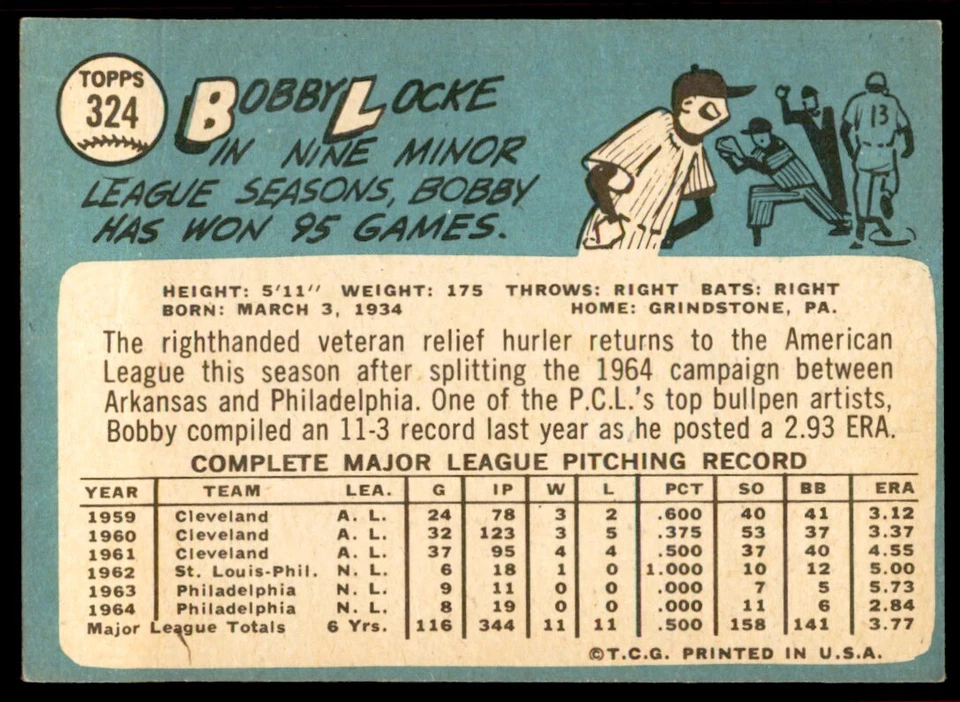 TOPPS
324
BOBBY LOCKE
IN NINE MINOR
LEAGUE SEASONS, BOBBY
HAS WON 95 GAMES.
13
HEIGHT: 5'11" WEIGHT: 175 THROWS: RIGHT BATS: RIGHT
BORN: MARCH 3, 1934 HOME: GRINDSTONE, PA.
The righthanded veteran relief hurler returns to the American
League this season after splitting the 1964 campaign between
Arkansas and Philadelphia. One of the P.C.L.'s top bullpen artists,
Bobby compiled an 11-3 record last year as he posted a 2.93 ERA.
COMPLETE MAJOR LEAGUE PITCHING RECORD
YEAR TEAM LEA. G IP W L PCT SO BB ERA
1959 Cleveland A. L. 24 78 3 2 .600 40 41 3.12
1960 Cleveland A. L. 32 123 3 5 .375 53 37 3.37
1961 Cleveland A. L. 37 95 4 4 .500 37 40 4.55
1962 St. Louis-Phil. N. L. 6 18 1 0 1.000 10 12 5.00
1963 Philadelphia N. L. 9 11 0 0 .000 7 5 5.73
1964 Philadelphia N. L. 8 19 0 0 .000 11 6 2.84
Major League Totals 6 Yrs. 116 344 11 11 .500 158 141 3.77
©T.C.G. PRINTED IN U.S.A.